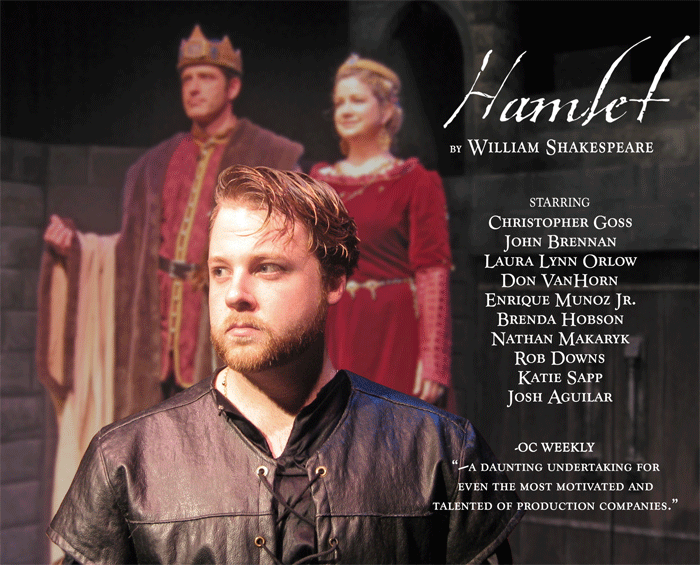 Hamlet
BY WILLIAM SHAKESPEARE
STARRING
CHRISTOPHER GOSS
JOHN BRENNAN
LAURA LYNN ORLOW
DON VANHORN
ENRIQUE MUNOZ JR.
BRENDA HOBSON
NATHAN MAKARYK
ROB DOWNS
KATIE SAPP
JOSH AGUILAR
-OC WEEKLY
“—A DAUNTING UNDERTAKING FOR
EVEN THE MOST MOTIVATED AND
TALENTED OF PRODUCTION COMPANIES.”